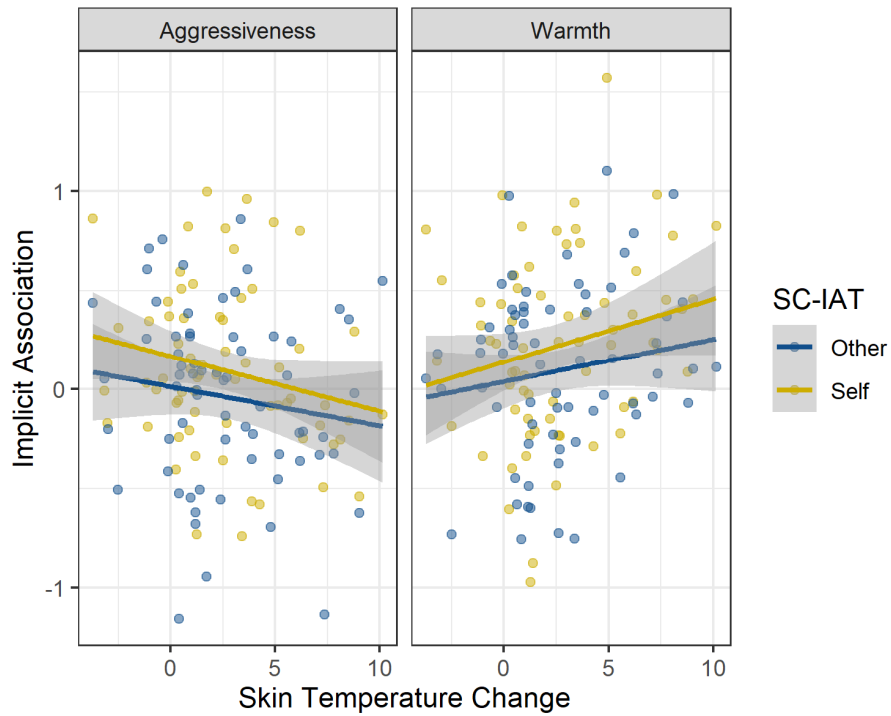 Aggressiveness
Warmth
Implicit Association
1
0
-1
0
5
10
0
5
10
Skin Temperature Change
SC-IAT
Other
Self